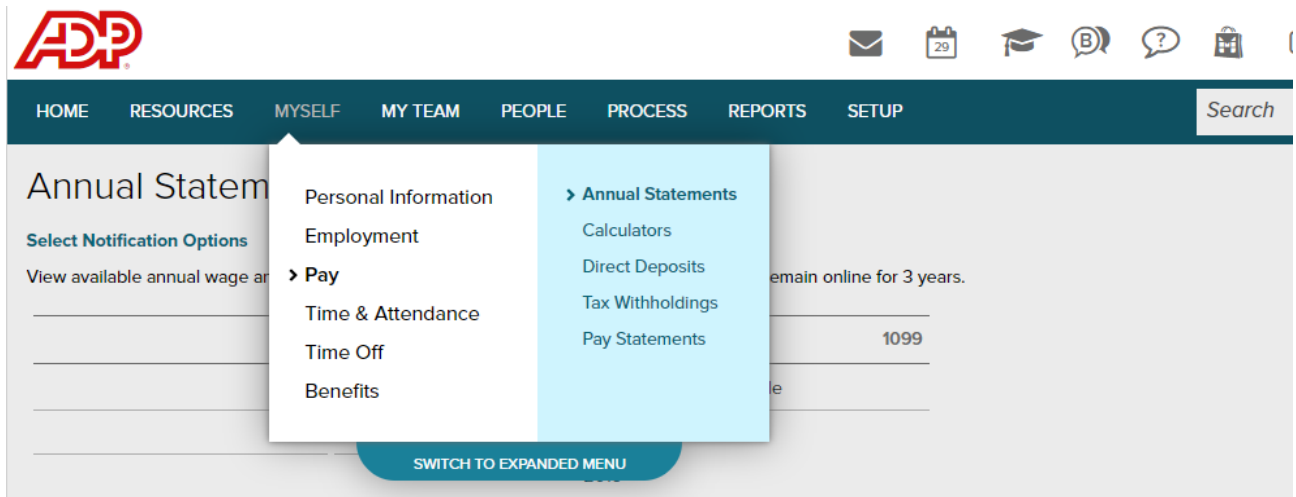 ADP
29
B
?
HOME RESOURCES MYSELF MY TEAM PEOPLE PROCESS REPORTS SETUP Search
Annual Statem
Select Notification Options
View available annual wage ar
emain online for 3 years.
1099
le
Personal Information
Employment
Pay
Time & Attendance
Time Off
Benefits
Annual Statements
Calculators
Direct Deposits
Tax Withholdings
Pay Statements
SWITCH TO EXPANDED MENU